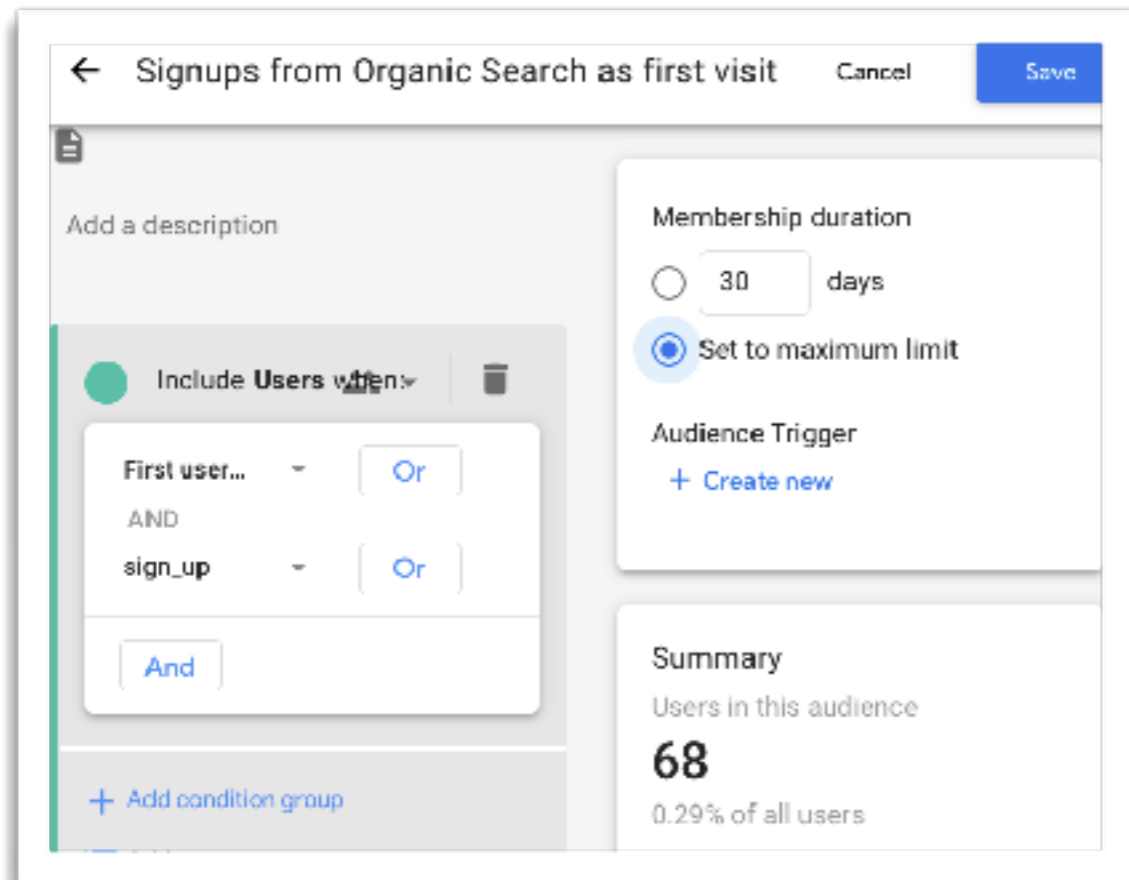 Signups from Organic Search as first visit
Cancel
Save
Add a description
Include Users when:
First user...
Or
AND
sign_up
Or
And
+ Add condition group
Membership duration
30 days
Set to maximum limit
Audience Trigger
+ Create new
Summary
Users in this audience
68
0.29% of all users